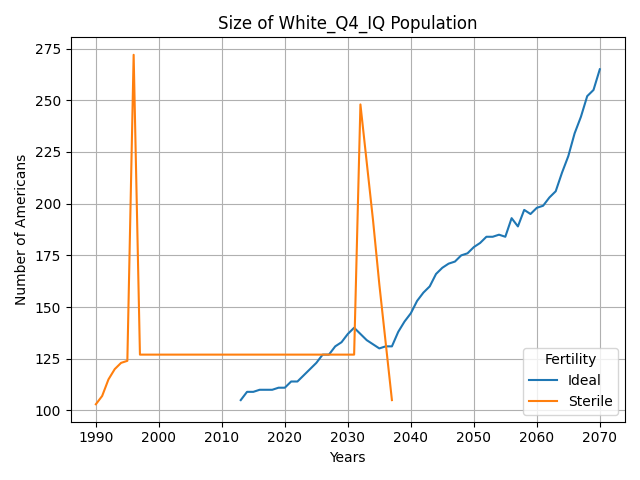 Size of White_Q4_IQ Population
Number of Americans
275
250
225
200
175
150
125
100
1990
2000
2010
2020
2030
2040
2050
2060
2070
Years
Fertility
Ideal
Sterile